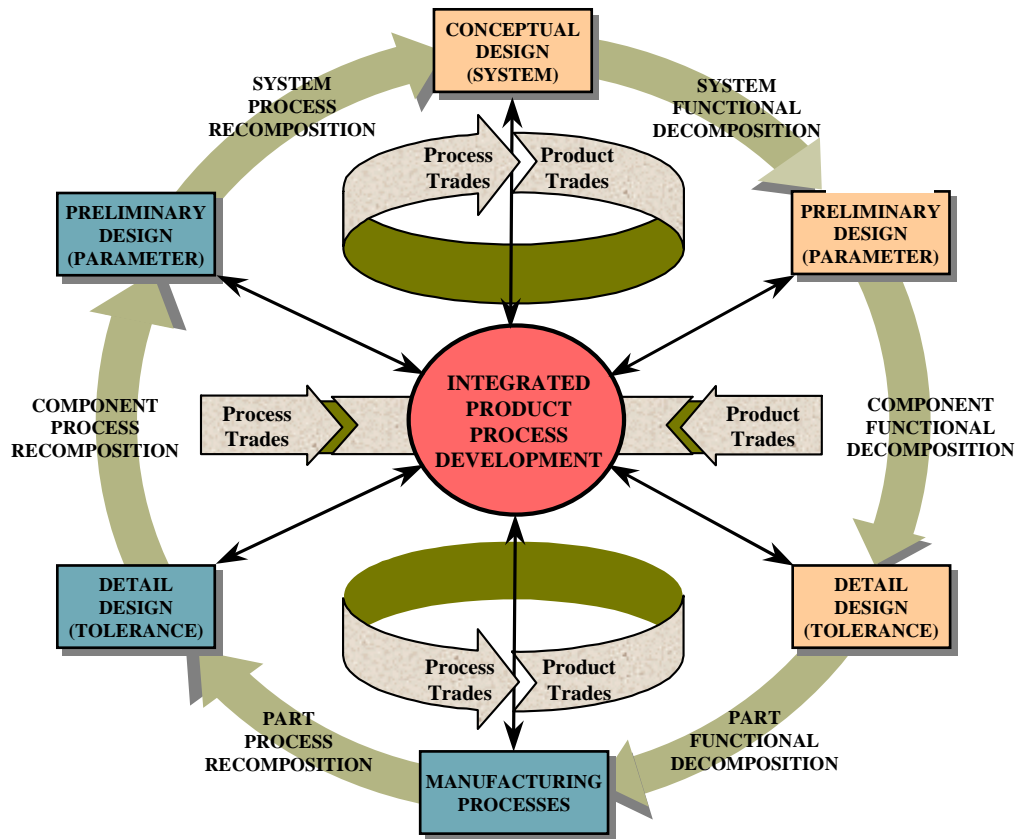 CONCEPTUAL
DESIGN
(SYSTEM)
SYSTEM
PROCESS
RECOMPOSITION
SYSTEM
FUNCTIONAL
DECOMPOSITION
Process
Trades
Product
Trades
PRELIMINARY
DESIGN
(PARAMETER)
PRELIMINARY
DESIGN
(PARAMETER)
INTEGRATED
PRODUCT
PROCESS
DEVELOPMENT
COMPONENT
PROCESS
RECOMPOSITION
Process
Trades
Product
Trades
COMPONENT
FUNCTIONAL
DECOMPOSITION
DETAIL
DESIGN
(TOLERANCE)
DETAIL
DESIGN
(TOLERANCE)
Process
Trades
Product
Trades
PART
PROCESS
RECOMPOSITION
PART
FUNCTIONAL
DECOMPOSITION
MANUFACTURING
PROCESSES